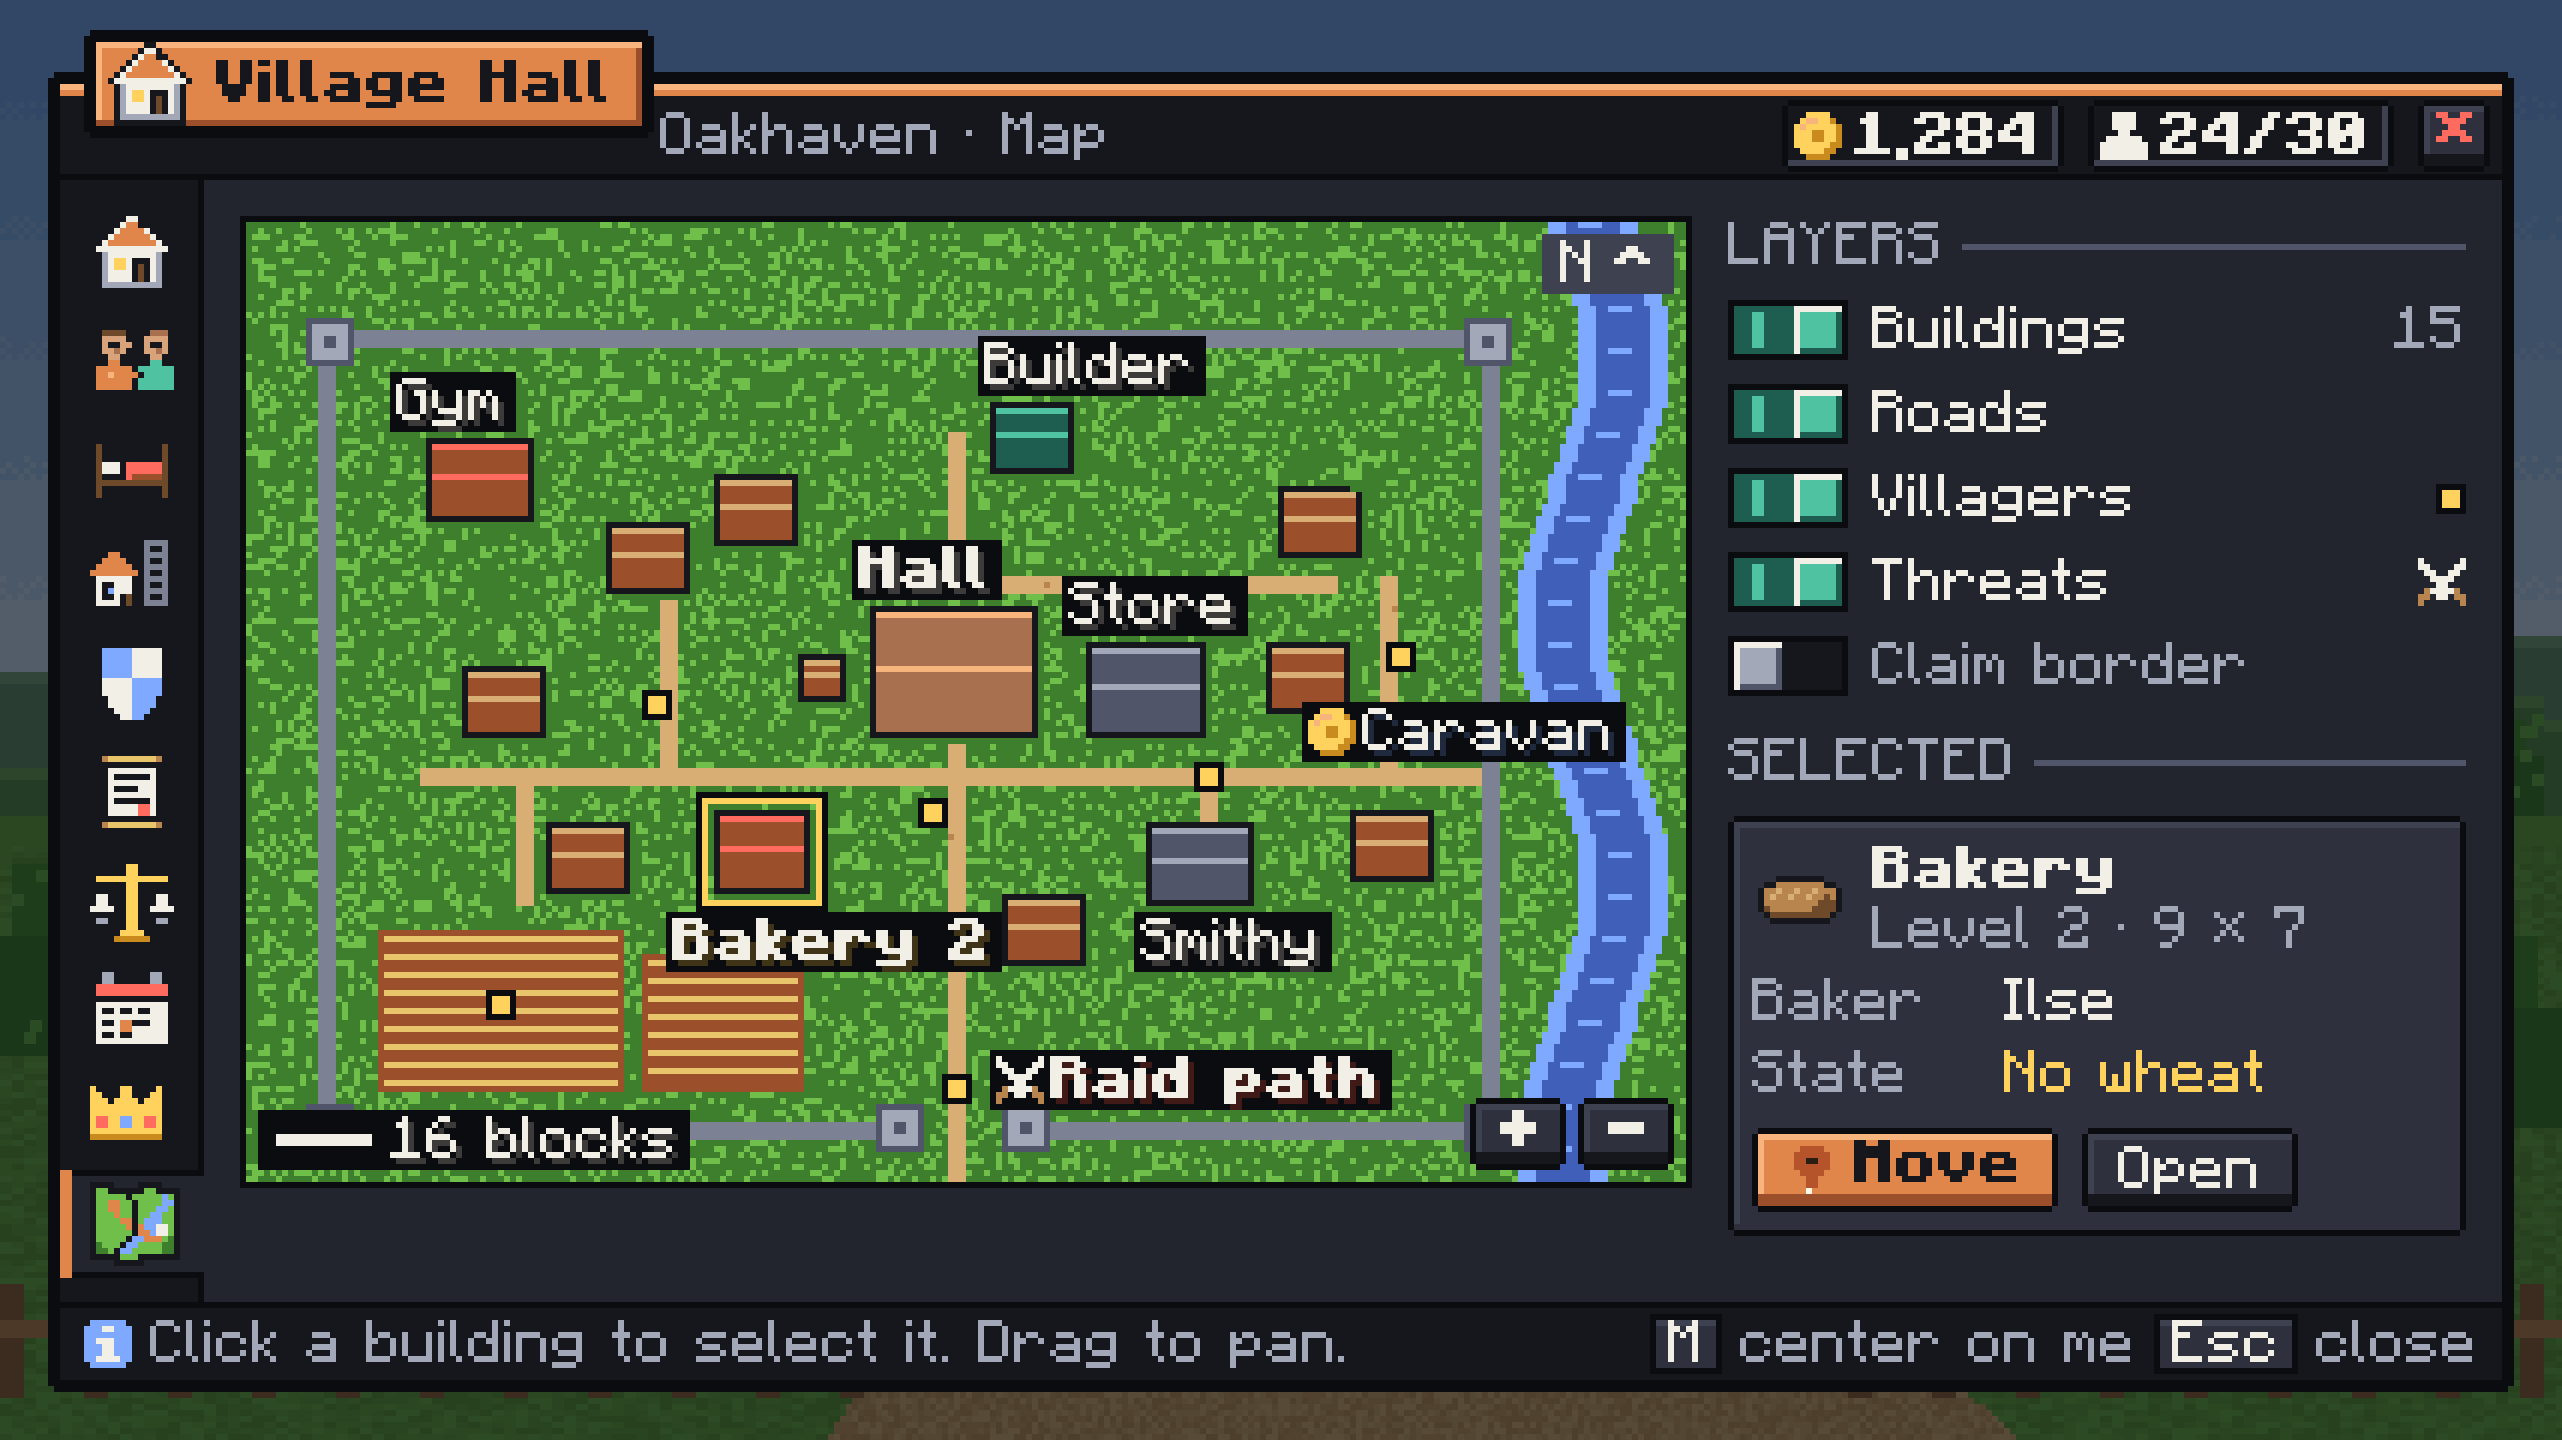 Village Hall
Oakhaven · Map
1,284
24/30
x
N ^
Builder
Gym
Hall
Store
Caravan
Bakery 2
Smithy
Raid path
16 blocks
+ -
LAYERS
Buildings 15
Roads
Villagers
Threats
Claim border
SELECTED
Bakery
Level 2 · 9 × 7
Baker Ilse
State No wheat
Move Open
i Click a building to select it. Drag to pan.
M center on me Esc close